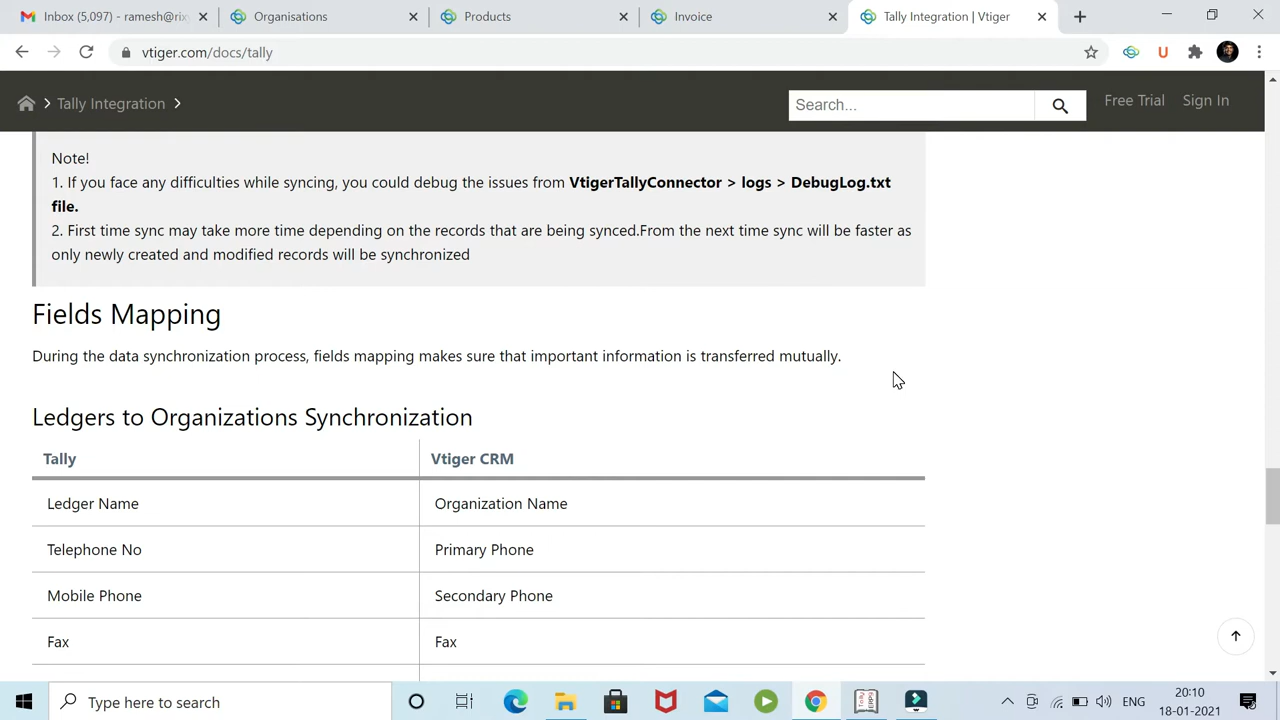 Inbox (5,097) - ramesh@rix
Organisations
Products
Invoice
Tally Integration | Vtiger
vtiger.com/docs/tally
U
Tally Integration
Search...
Free Trial
Sign In
Note!
1. If you face any difficulties while syncing, you could debug the issues from VtigerTallyConnector > logs > DebugLog.txt
file.
2. First time sync may take more time depending on the records that are being synced.From the next time sync will be faster as
only newly created and modified records will be synchronized
Fields Mapping
During the data synchronization process, fields mapping makes sure that important information is transferred mutually.
Ledgers to Organizations Synchronization
Tally Vtiger CRM
Ledger Name Organization Name
Telephone No Primary Phone
Mobile Phone Secondary Phone
Fax Fax
Type here to search
ENG
20:10
18-01-2021